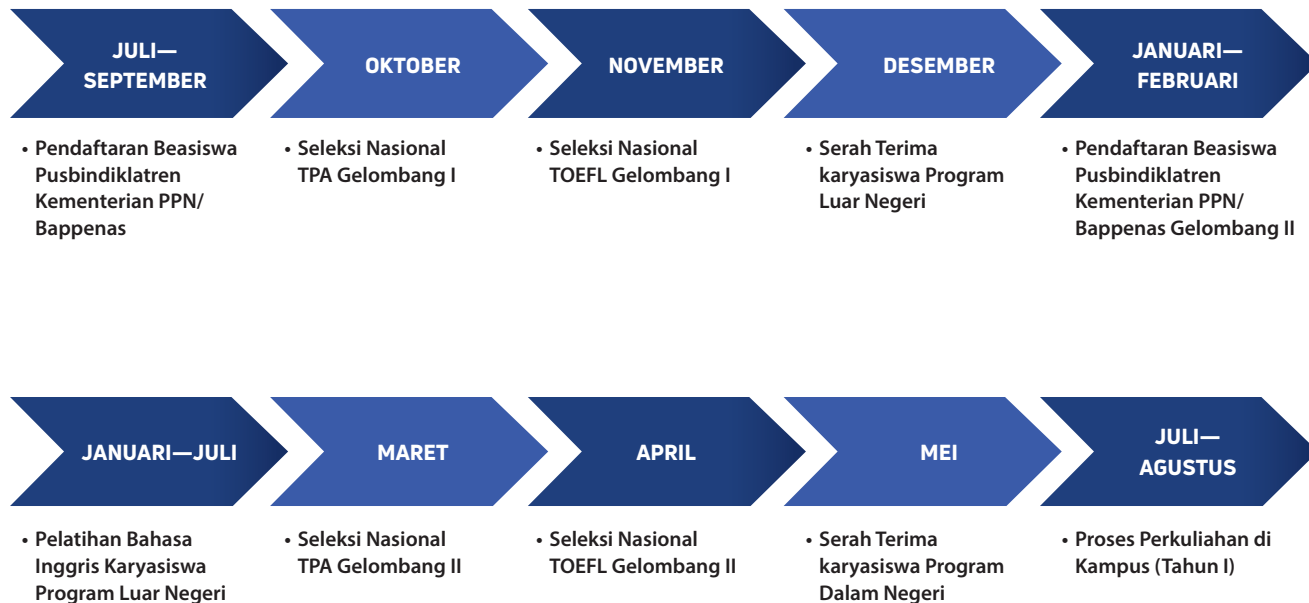 JULI—
SEPTEMBER
• Pendaftaran Beasiswa
Pusbindiklatren
Kementerian PPN/
Bappenas
OKTOBER
• Seleksi Nasional
TPA Gelombang I
NOVEMBER
• Seleksi Nasional
TOEFL Gelombang I
DESEMBER
• Serah Terima
karyasiswa Program
Luar Negeri
JANUARI—
FEBRUARI
• Pendaftaran Beasiswa
Pusbindiklatren
Kementerian PPN/
Bappenas Gelombang II
JANUARI—JULI
• Pelatihan Bahasa
Inggris Karyasiswa
Program Luar Negeri
MARET
• Seleksi Nasional
TPA Gelombang II
APRIL
• Seleksi Nasional
TOEFL Gelombang II
MEI
• Serah Terima
karyasiswa Program
Dalam Negeri
JULI—
AGUSTUS
• Proses Perkuliahan di
Kampus (Tahun I)